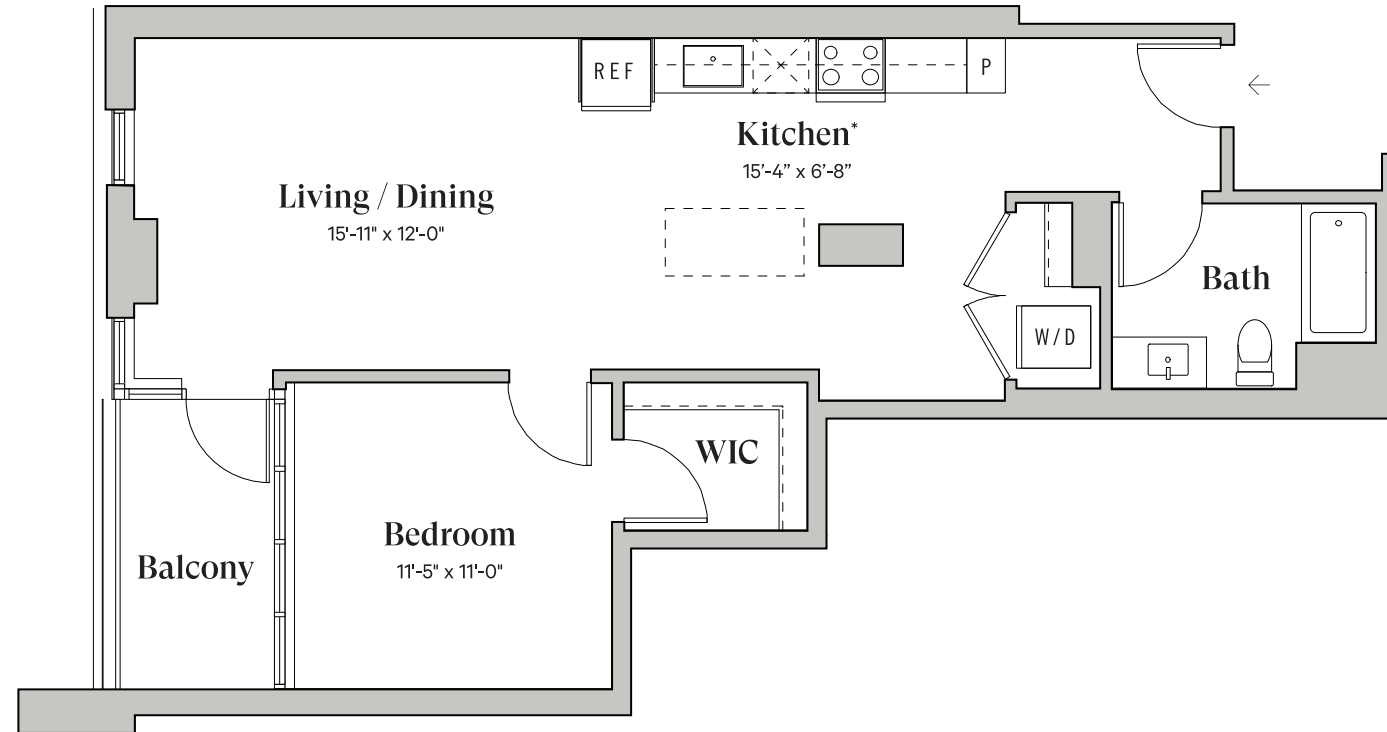 REF
P
Kitchen*
15’-4” x 6’-8”
Living / Dining
15'-11" x 12'-0"
Bath
W/D
WIC
Bedroom
11'-5" x 11'-0"
Balcony